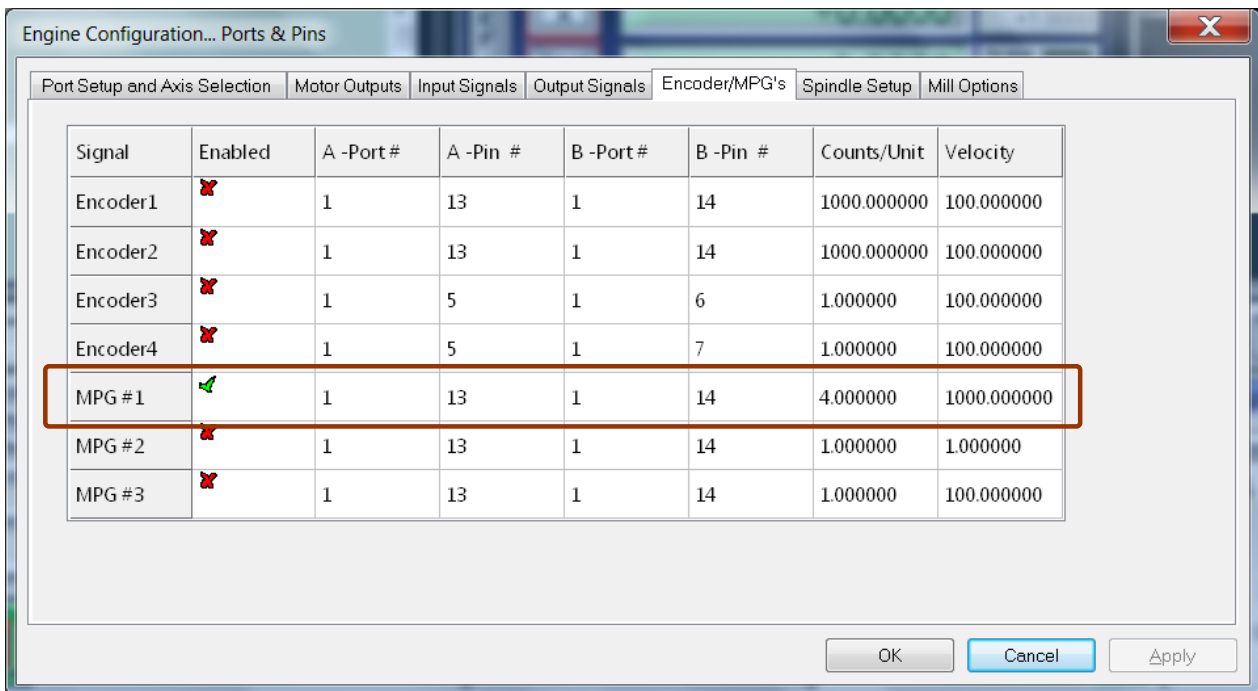 Engine Configuration... Ports & Pins
X
Port Setup and Axis Selection Motor Outputs Input Signals Output Signals Encoder/MPG's Spindle Setup Mill Options
Signal Enabled A -Port# A -Pin # B -Port# B -Pin # Counts/Unit Velocity
Encoder1 1 13 1 14 1000.000000 100.000000
Encoder2 1 13 1 14 1000.000000 100.000000
Encoder3 1 5 1 6 1.000000 100.000000
Encoder4 1 5 1 7 1.000000 100.000000
MPG #1 1 13 1 14 4.000000 1000.000000
MPG #2 1 13 1 14 1.000000 1.000000
MPG #3 1 13 1 14 1.000000 100.000000
OK Cancel Apply